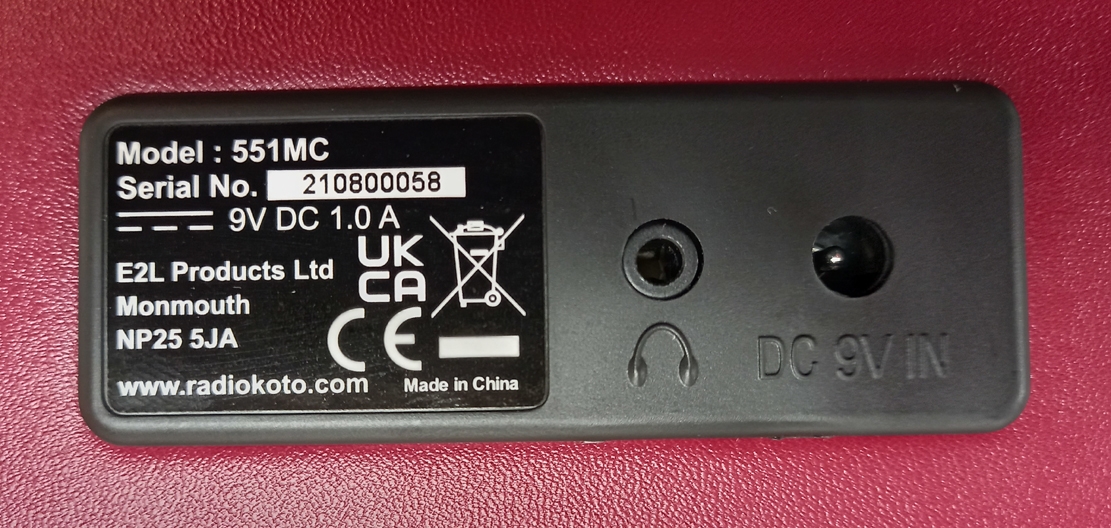 Model : 551MC
Serial No. 210800058
9V DC 1.0 A
UK
CA
E2L Products Ltd
Monmouth
NP25 5JA
CE
www.radiokoto.com
Made in China
DC 9V IN